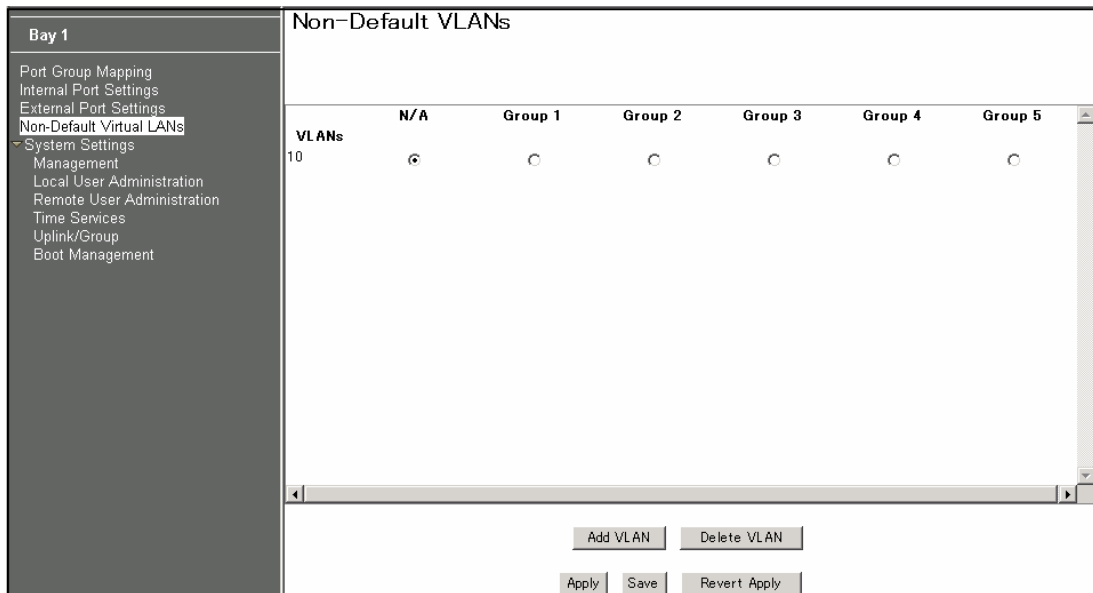 Bay 1
Port Group Mapping
Internal Port Settings
External Port Settings
Non-Default Virtual LANs
System Settings
Management
Local User Administration
Remote User Administration
Time Services
Uplink/Group
Boot Management
Non-Default VLANs
N/A Group 1 Group 2 Group 3 Group 4 Group 5
VLANs
10
Add VLAN Delete VLAN
Apply Save Revert Apply